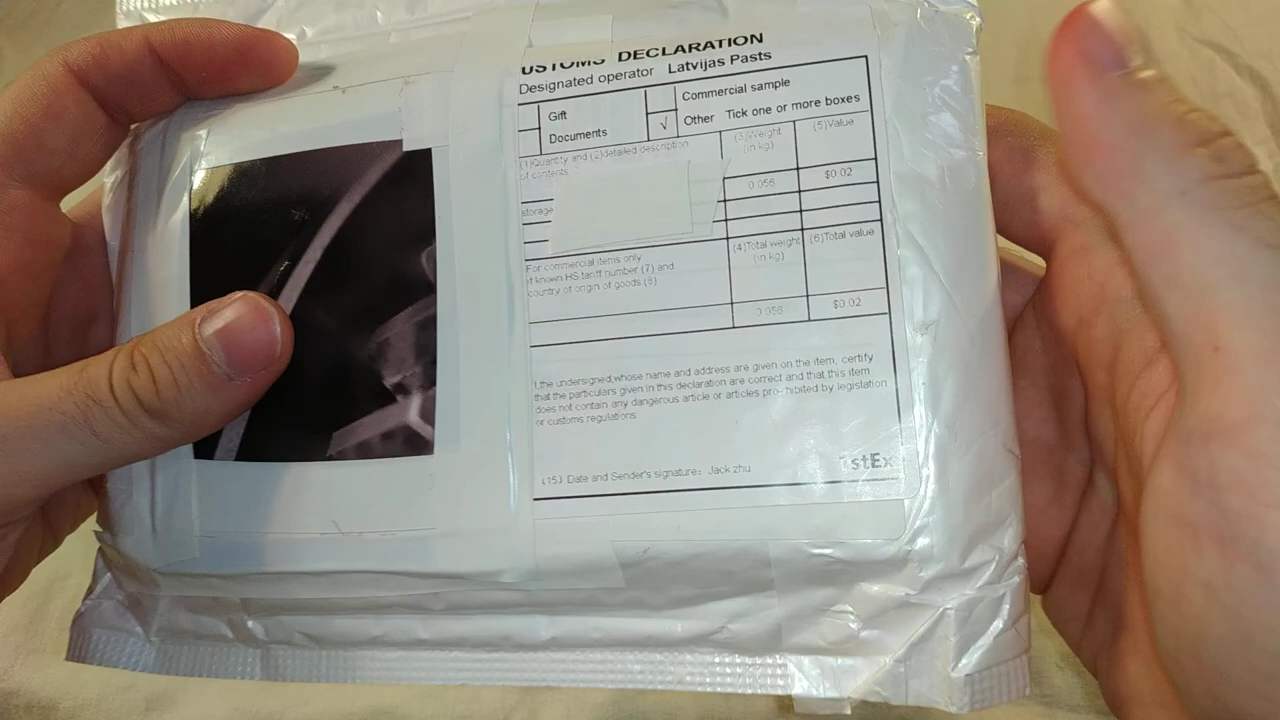 USTOMS DECLARATION
Designated operator Latvijas Pasts
Gift
Commercial sample
Documents
√ Other Tick one or more boxes
(1)Quantity and (2)detailed description
of contents
(3)Weight
(in kg)
(5)Value
storage
0.056
$0.02
For commercial items only
if known HS tariff number (7) and
country of origin of goods (8)
(4)Total weight
(in kg)
(6)Total value
0.056
$0.02
I,the undersigned,whose name and address are given on the item, certify
that the particulars given in this declaration are correct and that this item
does not contain any dangerous article or articles pro- hibited by legislation
or customs regulations
(15) Date and Sender's signature: Jack zhu
stEx